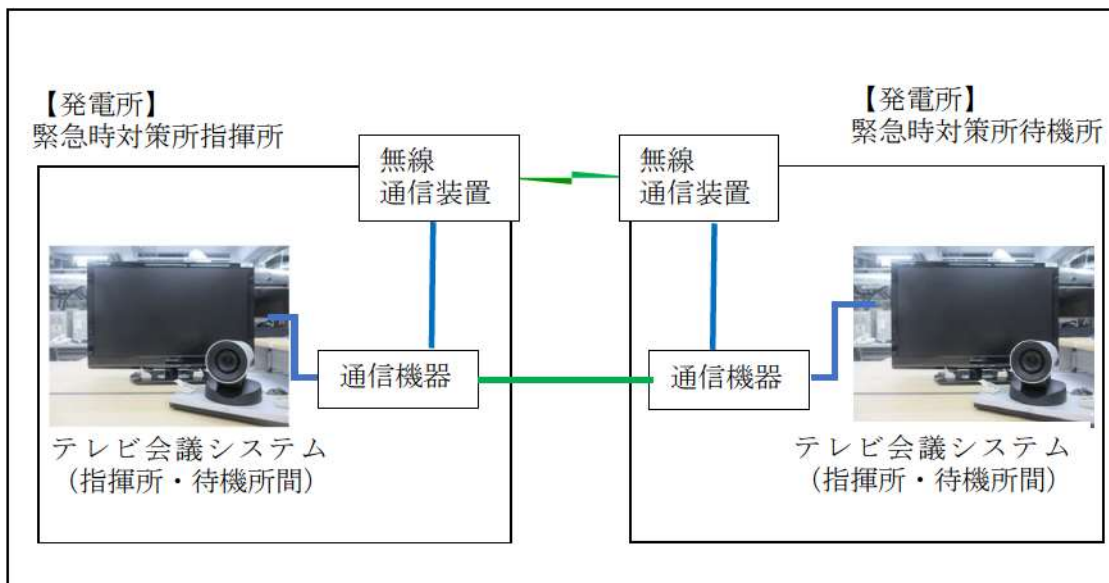 【発電所】
緊急時対策所指揮所
【発電所】
緊急時対策所待機所
無線
通信装置
無線
通信装置
通信機器
通信機器
テレビ会議システム
（指揮所・待機所間）
テレビ会議システム
（指揮所・待機所間）